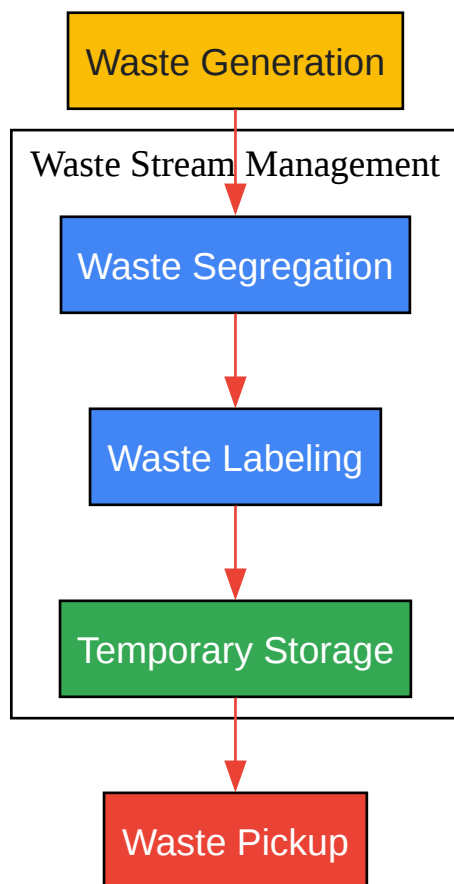 Waste Generation
Waste Stream Management
Waste Segregation
Waste Labeling
Temporary Storage
Waste Pickup